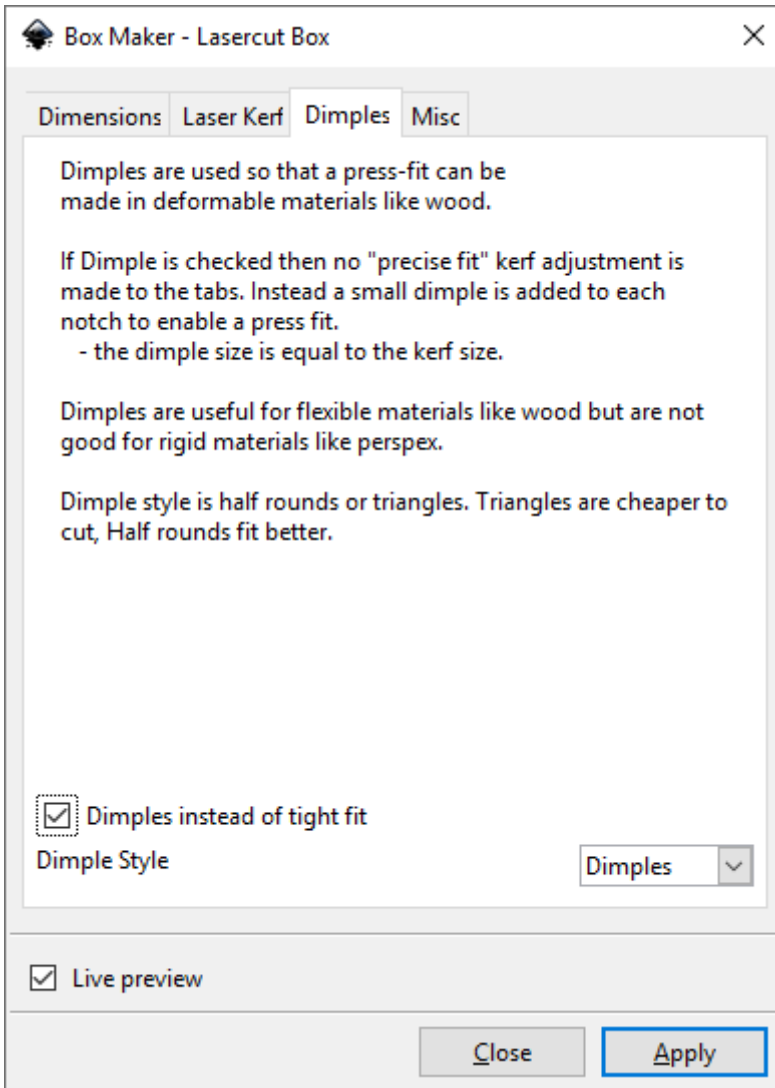 Box Maker - Lasercut Box
Dimensions Laser Kerf Dimples Misc
Dimples are used so that a press-fit can be
made in deformable materials like wood.
If Dimple is checked then no "precise fit" kerf adjustment is
made to the tabs. Instead a small dimple is added to each
notch to enable a press fit.
- the dimple size is equal to the kerf size.
Dimples are useful for flexible materials like wood but are not
good for rigid materials like perspex.
Dimple style is half rounds or triangles. Triangles are cheaper to
cut, Half rounds fit better.
Dimples instead of tight fit
Dimple Style Dimples
Live preview
Close Apply